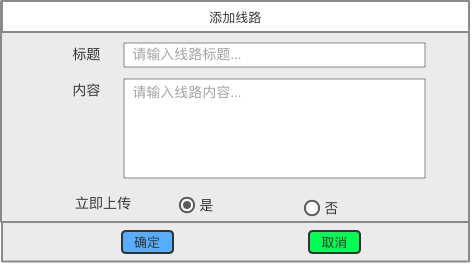 添加线路
标题 请输入线路标题...
内容 请输入线路内容...
立即上传 是 否
确定 取消